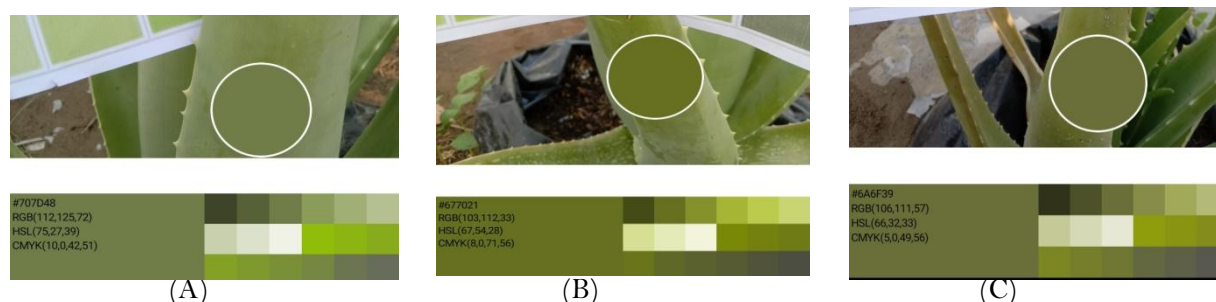 #707D48
RGB(112,125,72)
HSL(75,27,39)
CMYK(10,0,42,51)
(A)
#677021
RGB(103,112,33)
HSL(67,54,28)
CMYK(8,0,71,56)
(B)
#6A6F39
RGB(106,111,57)
HSL(66,32,33)
CMYK(5,0,49,56)
(C)